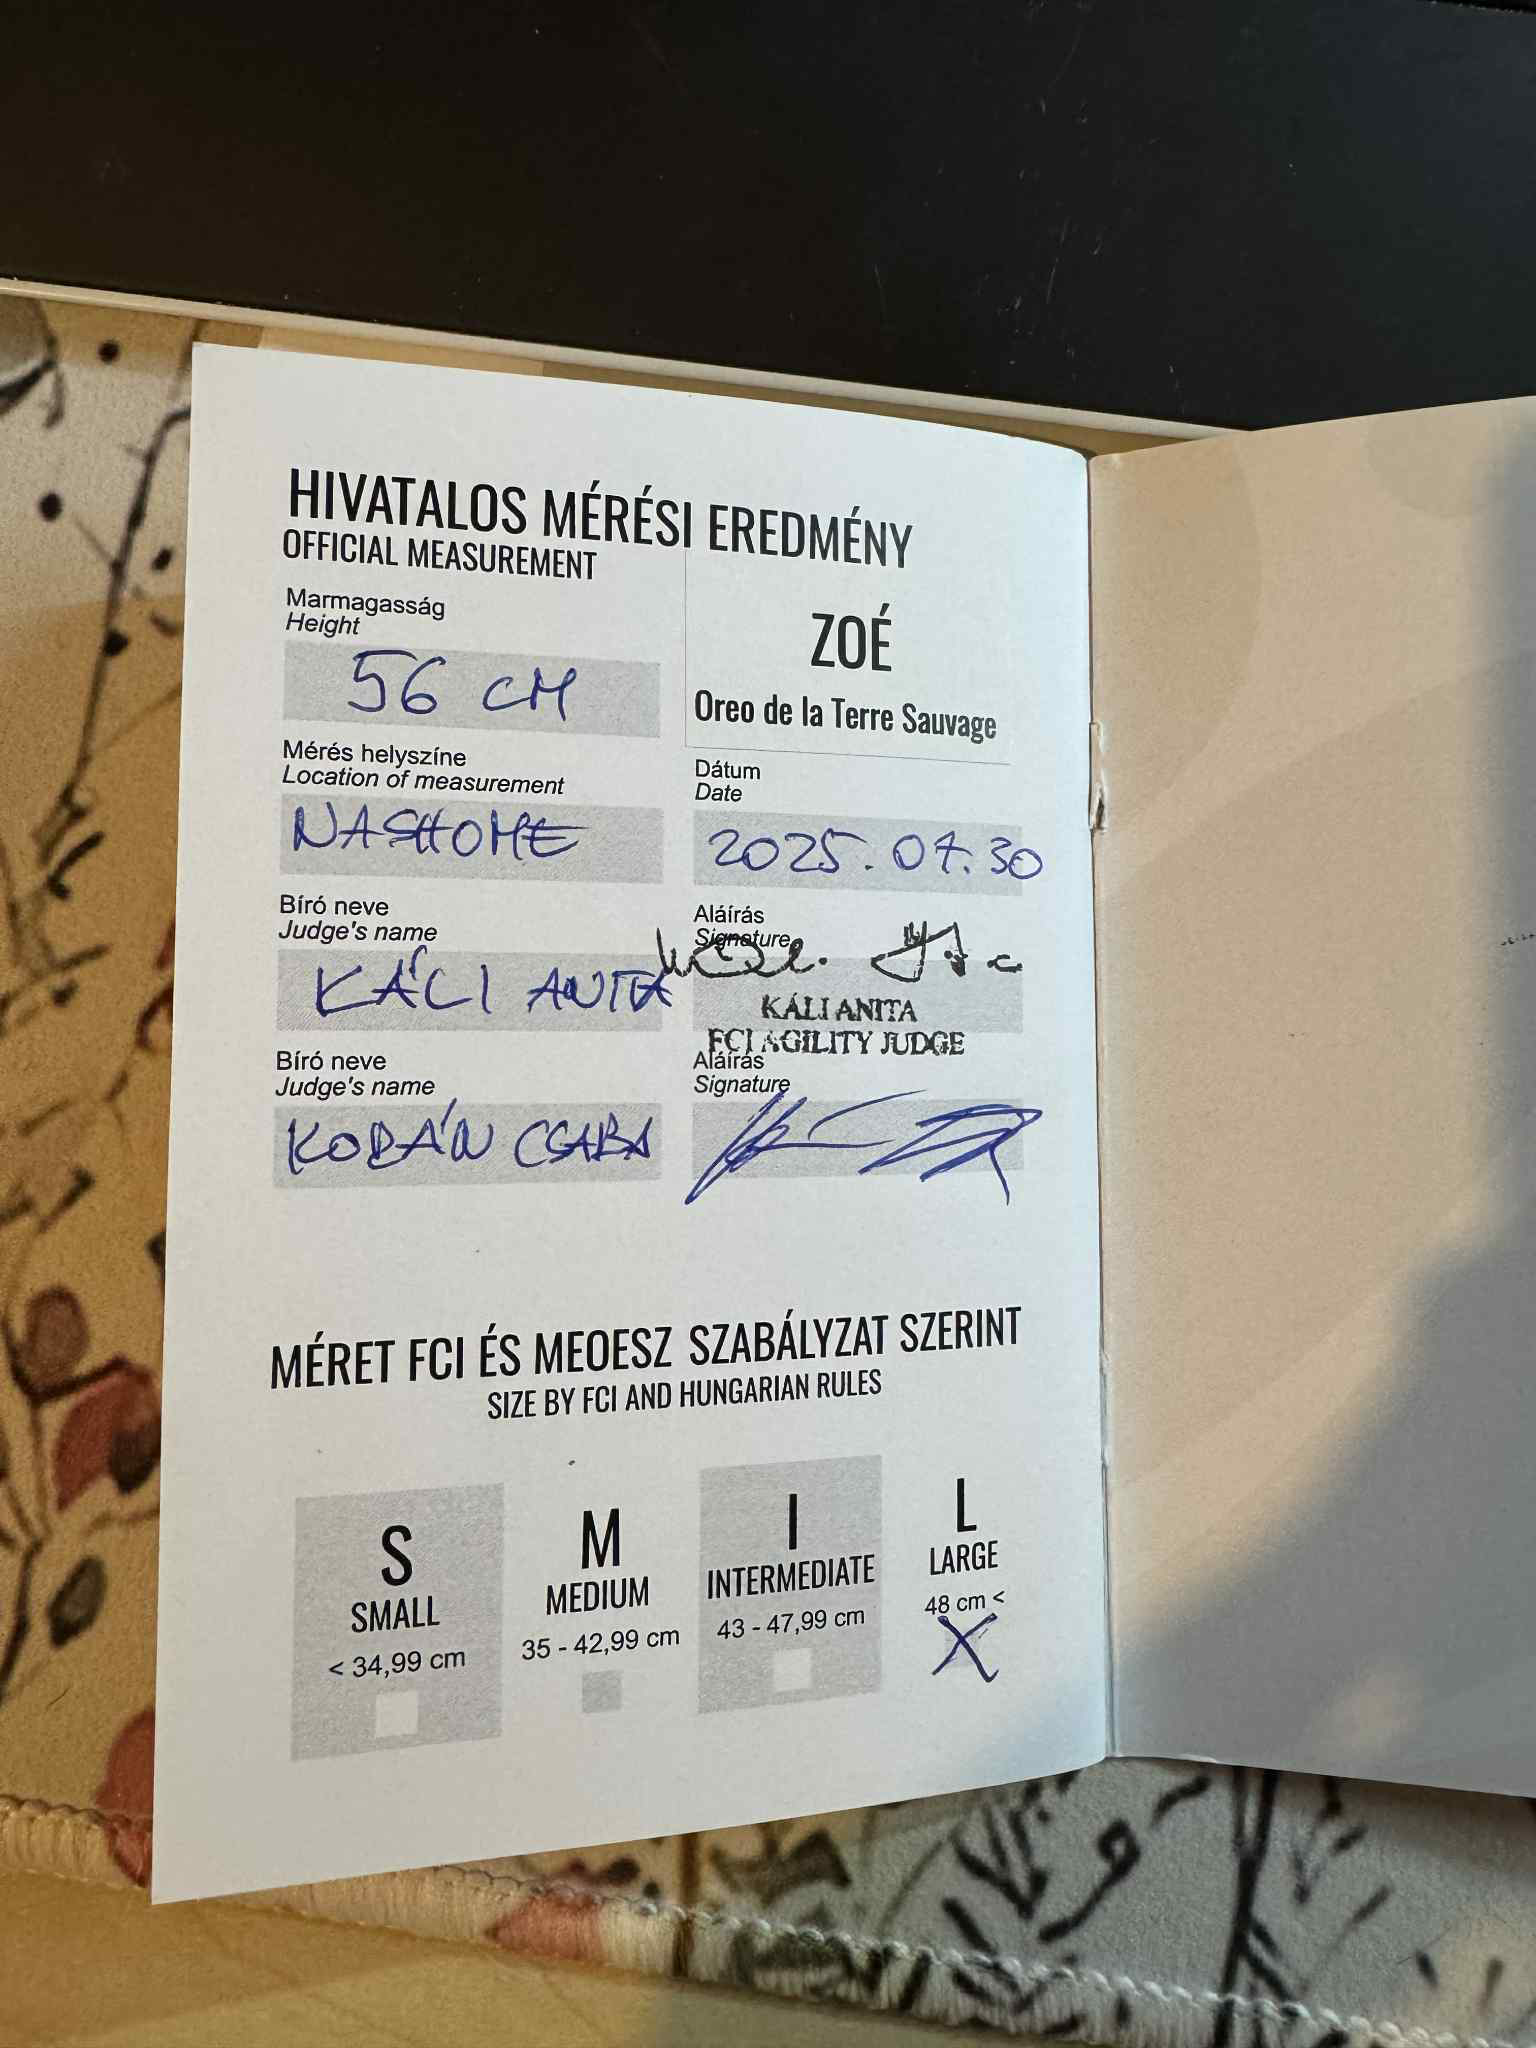 HIVATALOS MÉRÉSI EREDMÉNY
OFFICIAL MEASUREMENT
Marmagasság
Height
56 CM
ZOÉ
Oreo de la Terre Sauvage
Mérés helyszíne
Location of measurement
NASHOME
Dátum
Date
2025.07.30
Bíró neve
Judge's name
KÁLI ANITA
Aláírás
Signature
KÁLI ANITA
FCI AGILITY JUDGE
Bíró neve
Judge's name
KORÁN CSABA
Aláírás
Signature
MÉRET FCI ÉS MEOESZ SZABÁLYZAT SZERINT
SIZE BY FCI AND HUNGARIAN RULES
S
SMALL
< 34,99 cm
M
MEDIUM
35 - 42,99 cm
I
INTERMEDIATE
43 - 47,99 cm
L
LARGE
48 cm <
X